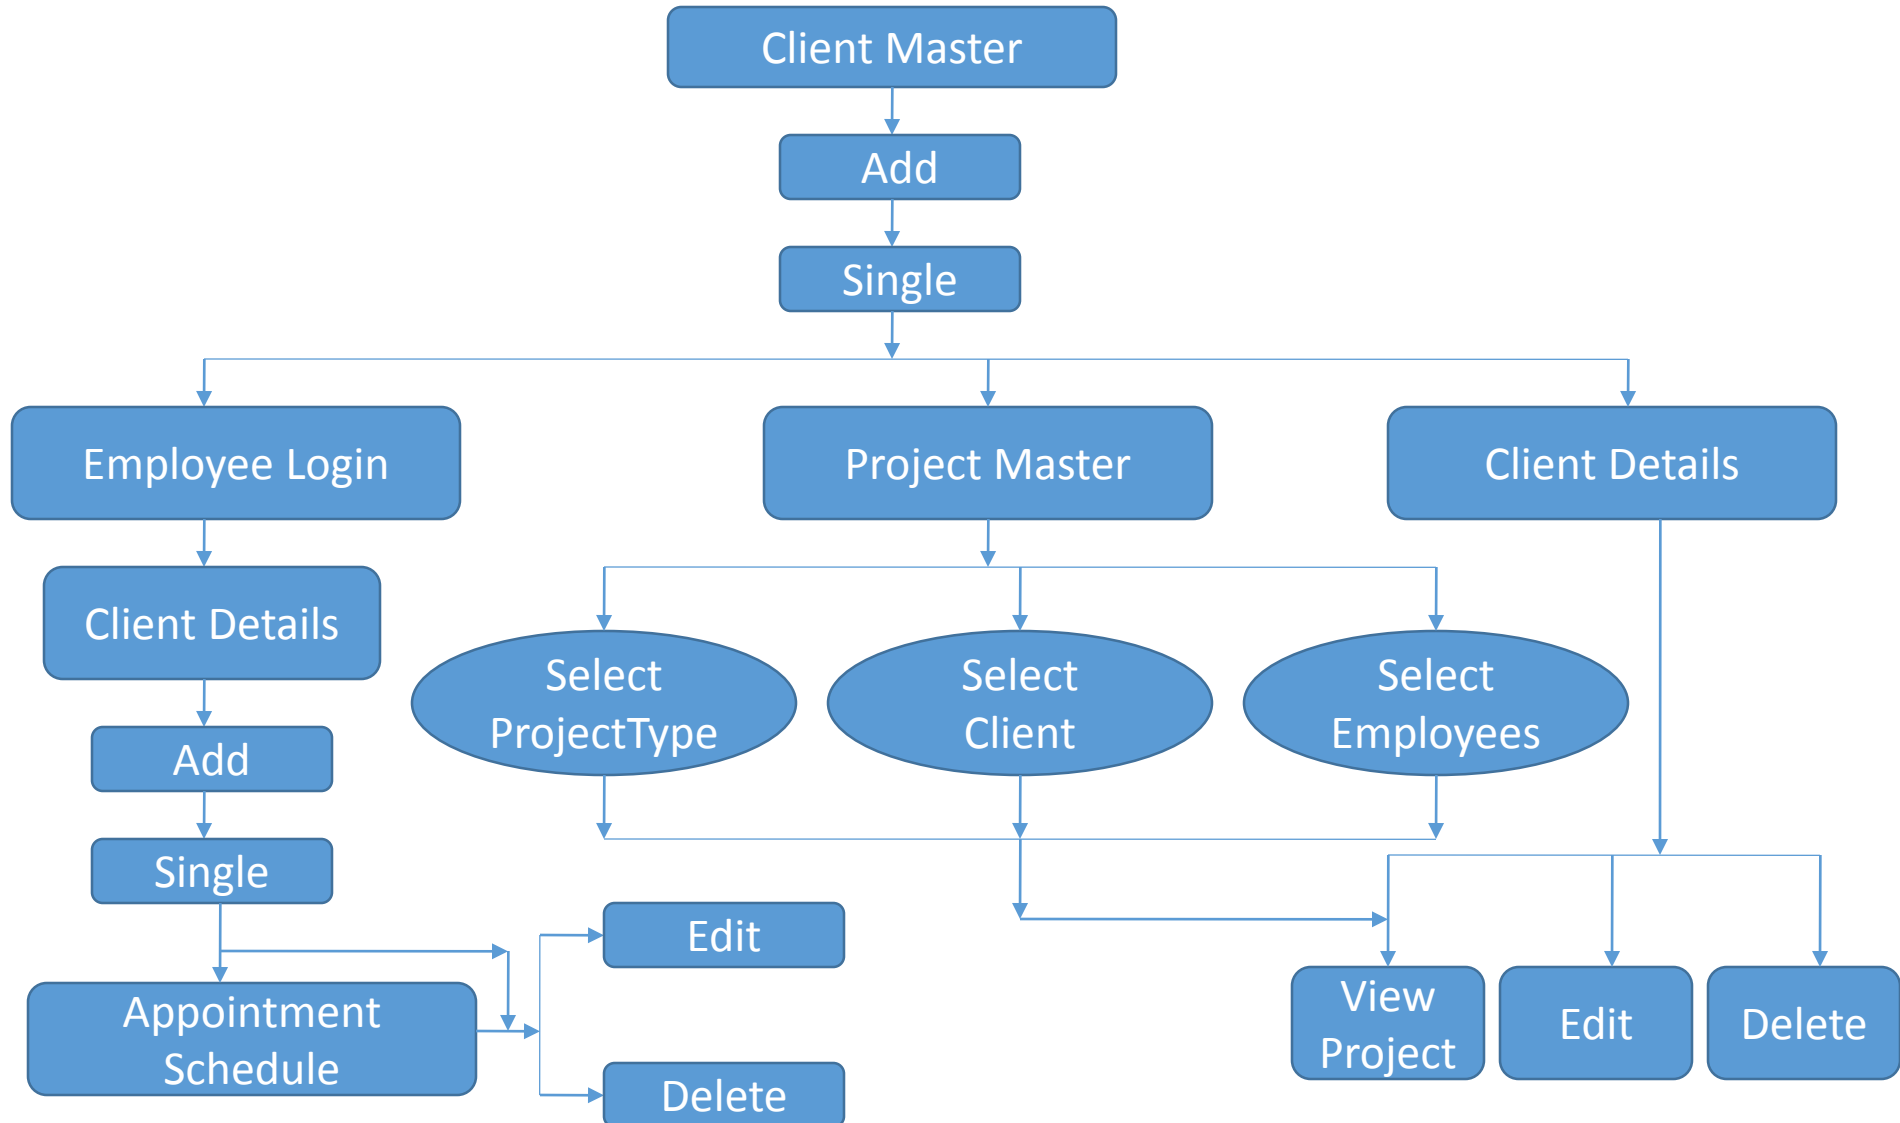 Client Master
Add
Single
Employee Login
Project Master
Client Details
Client Details
Select
ProjectType
Select
Client
Select
Employees
Add
Single
Edit
Appointment
Schedule
Delete
View
Project
Edit
Delete